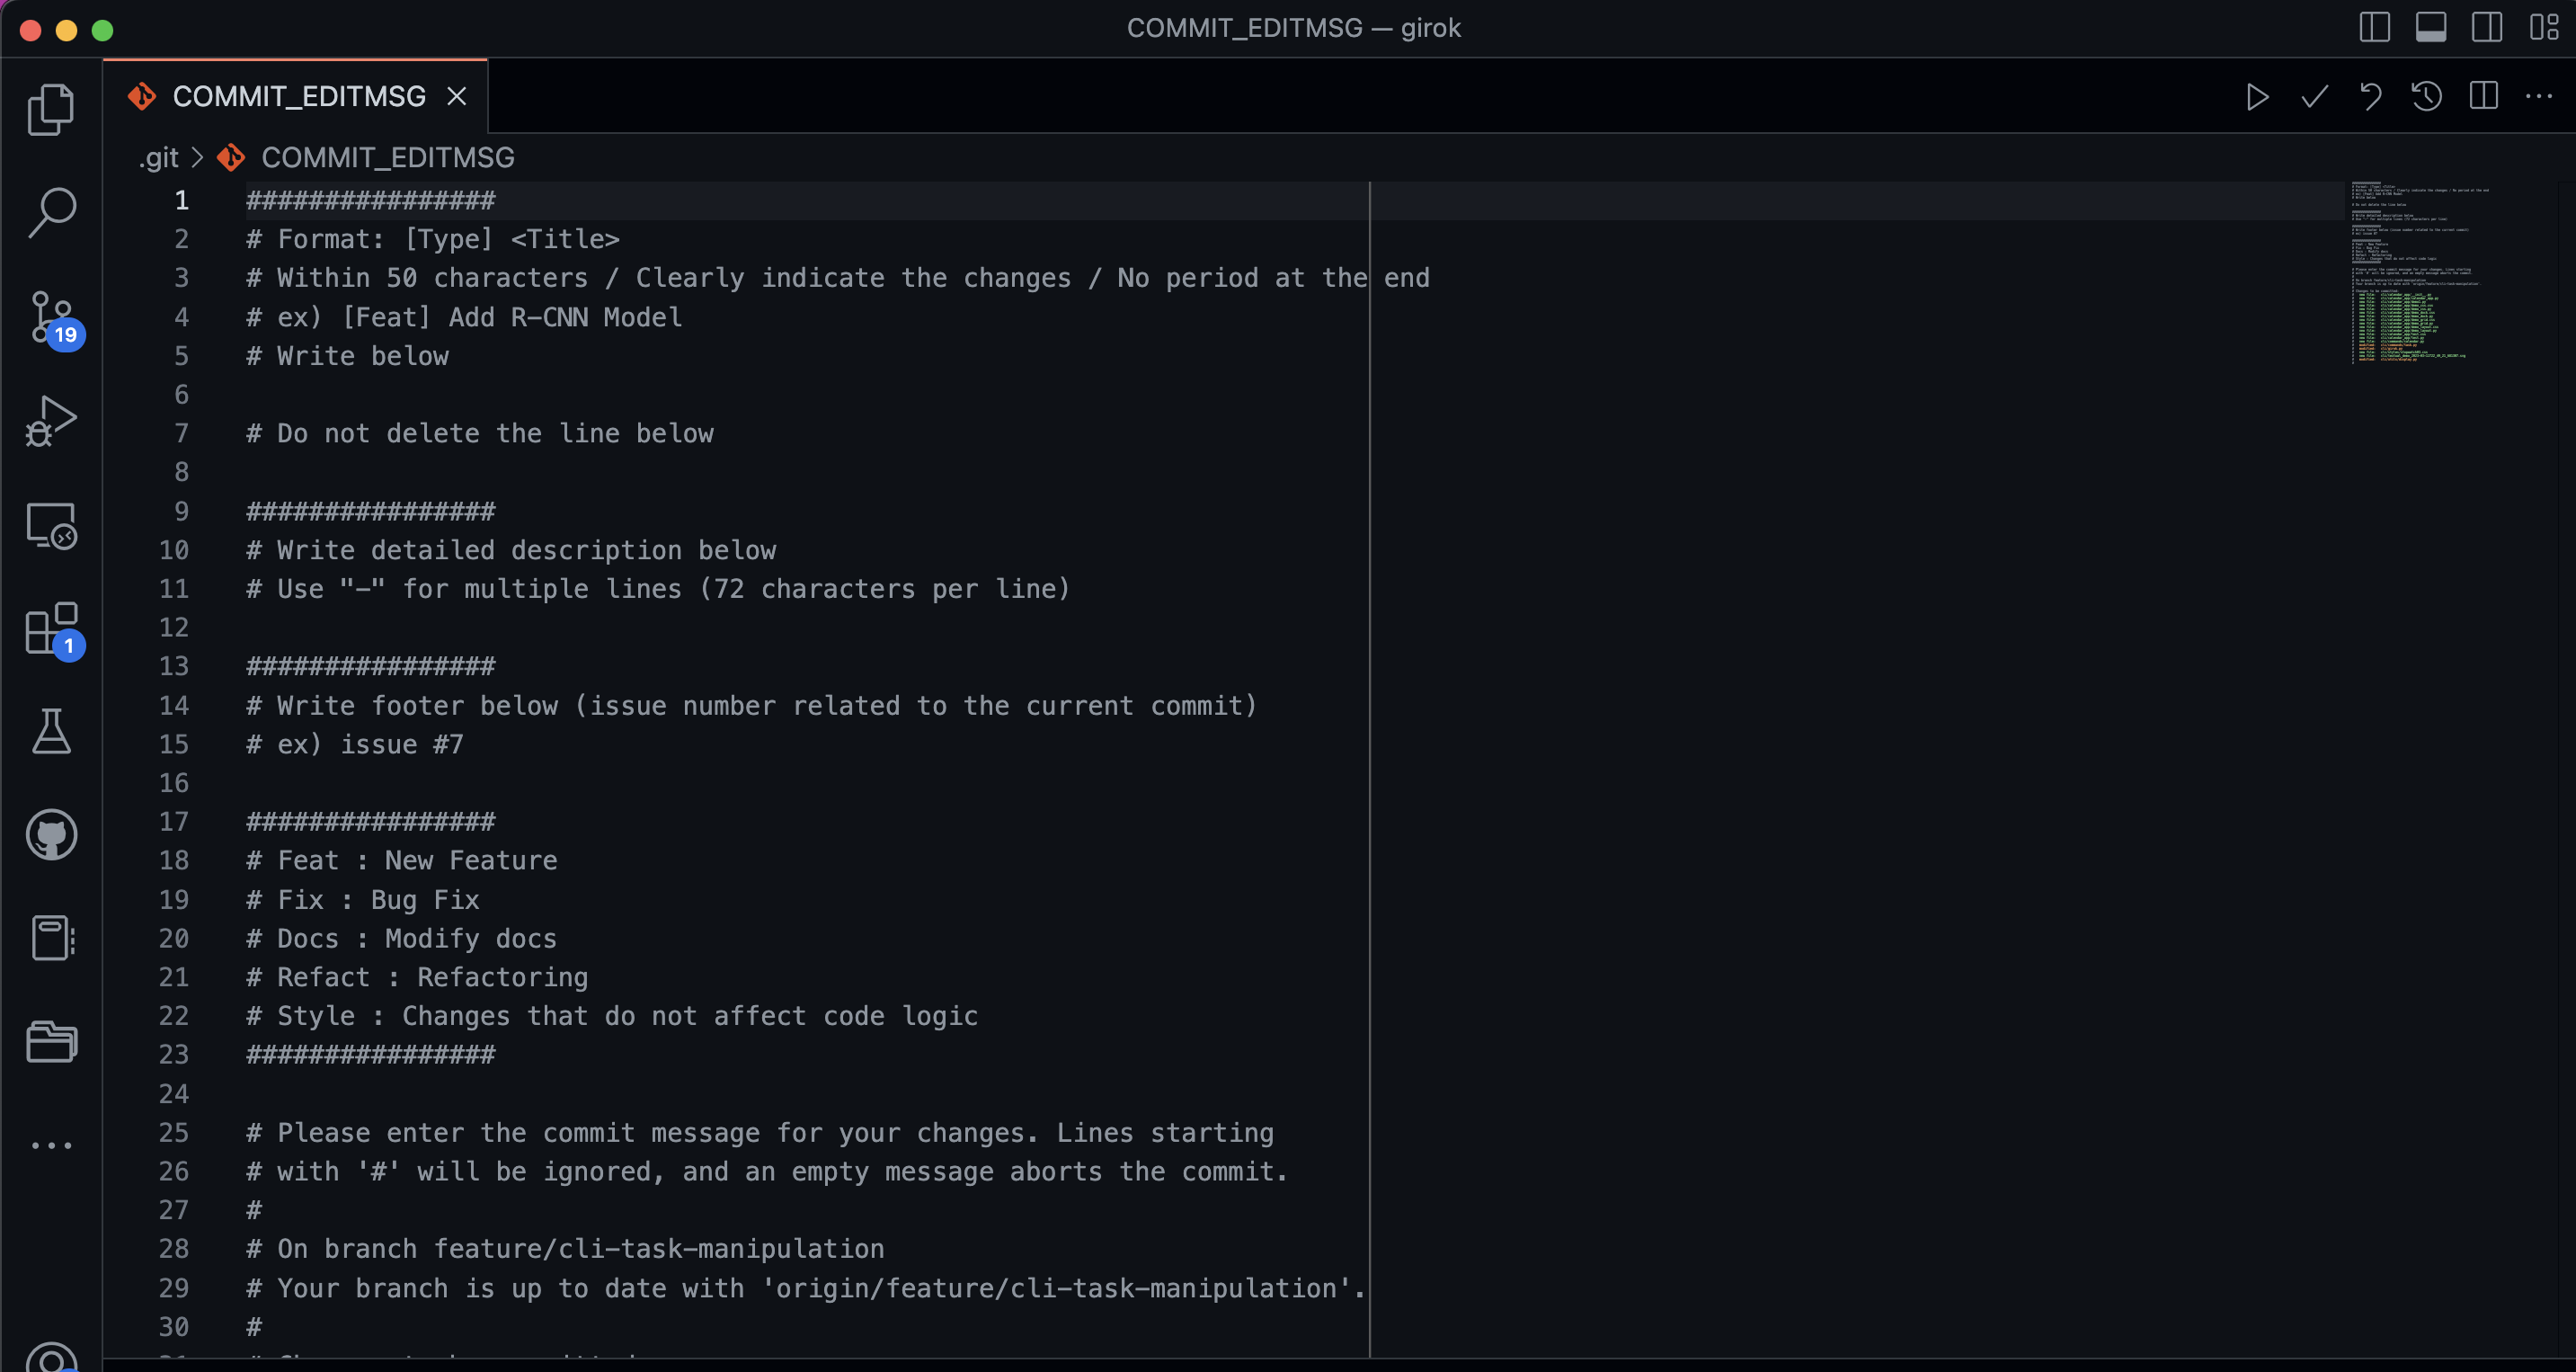 COMMIT_EDITMSG — girok
COMMIT_EDITMSG
.git > COMMIT_EDITMSG
1 ################
2 # Format: [Type] <Title>
3 # Within 50 characters / Clearly indicate the changes / No period at the end
4 # ex) [Feat] Add R-CNN Model
5 # Write below
6
7 # Do not delete the line below
8
9 ################
10 # Write detailed description below
11 # Use "-" for multiple lines (72 characters per line)
12
13 ################
14 # Write footer below (issue number related to the current commit)
15 # ex) issue #7
16
17 ################
18 # Feat : New Feature
19 # Fix : Bug Fix
20 # Docs : Modify docs
21 # Refact : Refactoring
22 # Style : Changes that do not affect code logic
23 ################
24
25 # Please enter the commit message for your changes. Lines starting
26 # with '#' will be ignored, and an empty message aborts the commit.
27 #
28 # On branch feature/cli-task-manipulation
29 # Your branch is up to date with 'origin/feature/cli-task-manipulation'.
30 #
19
1